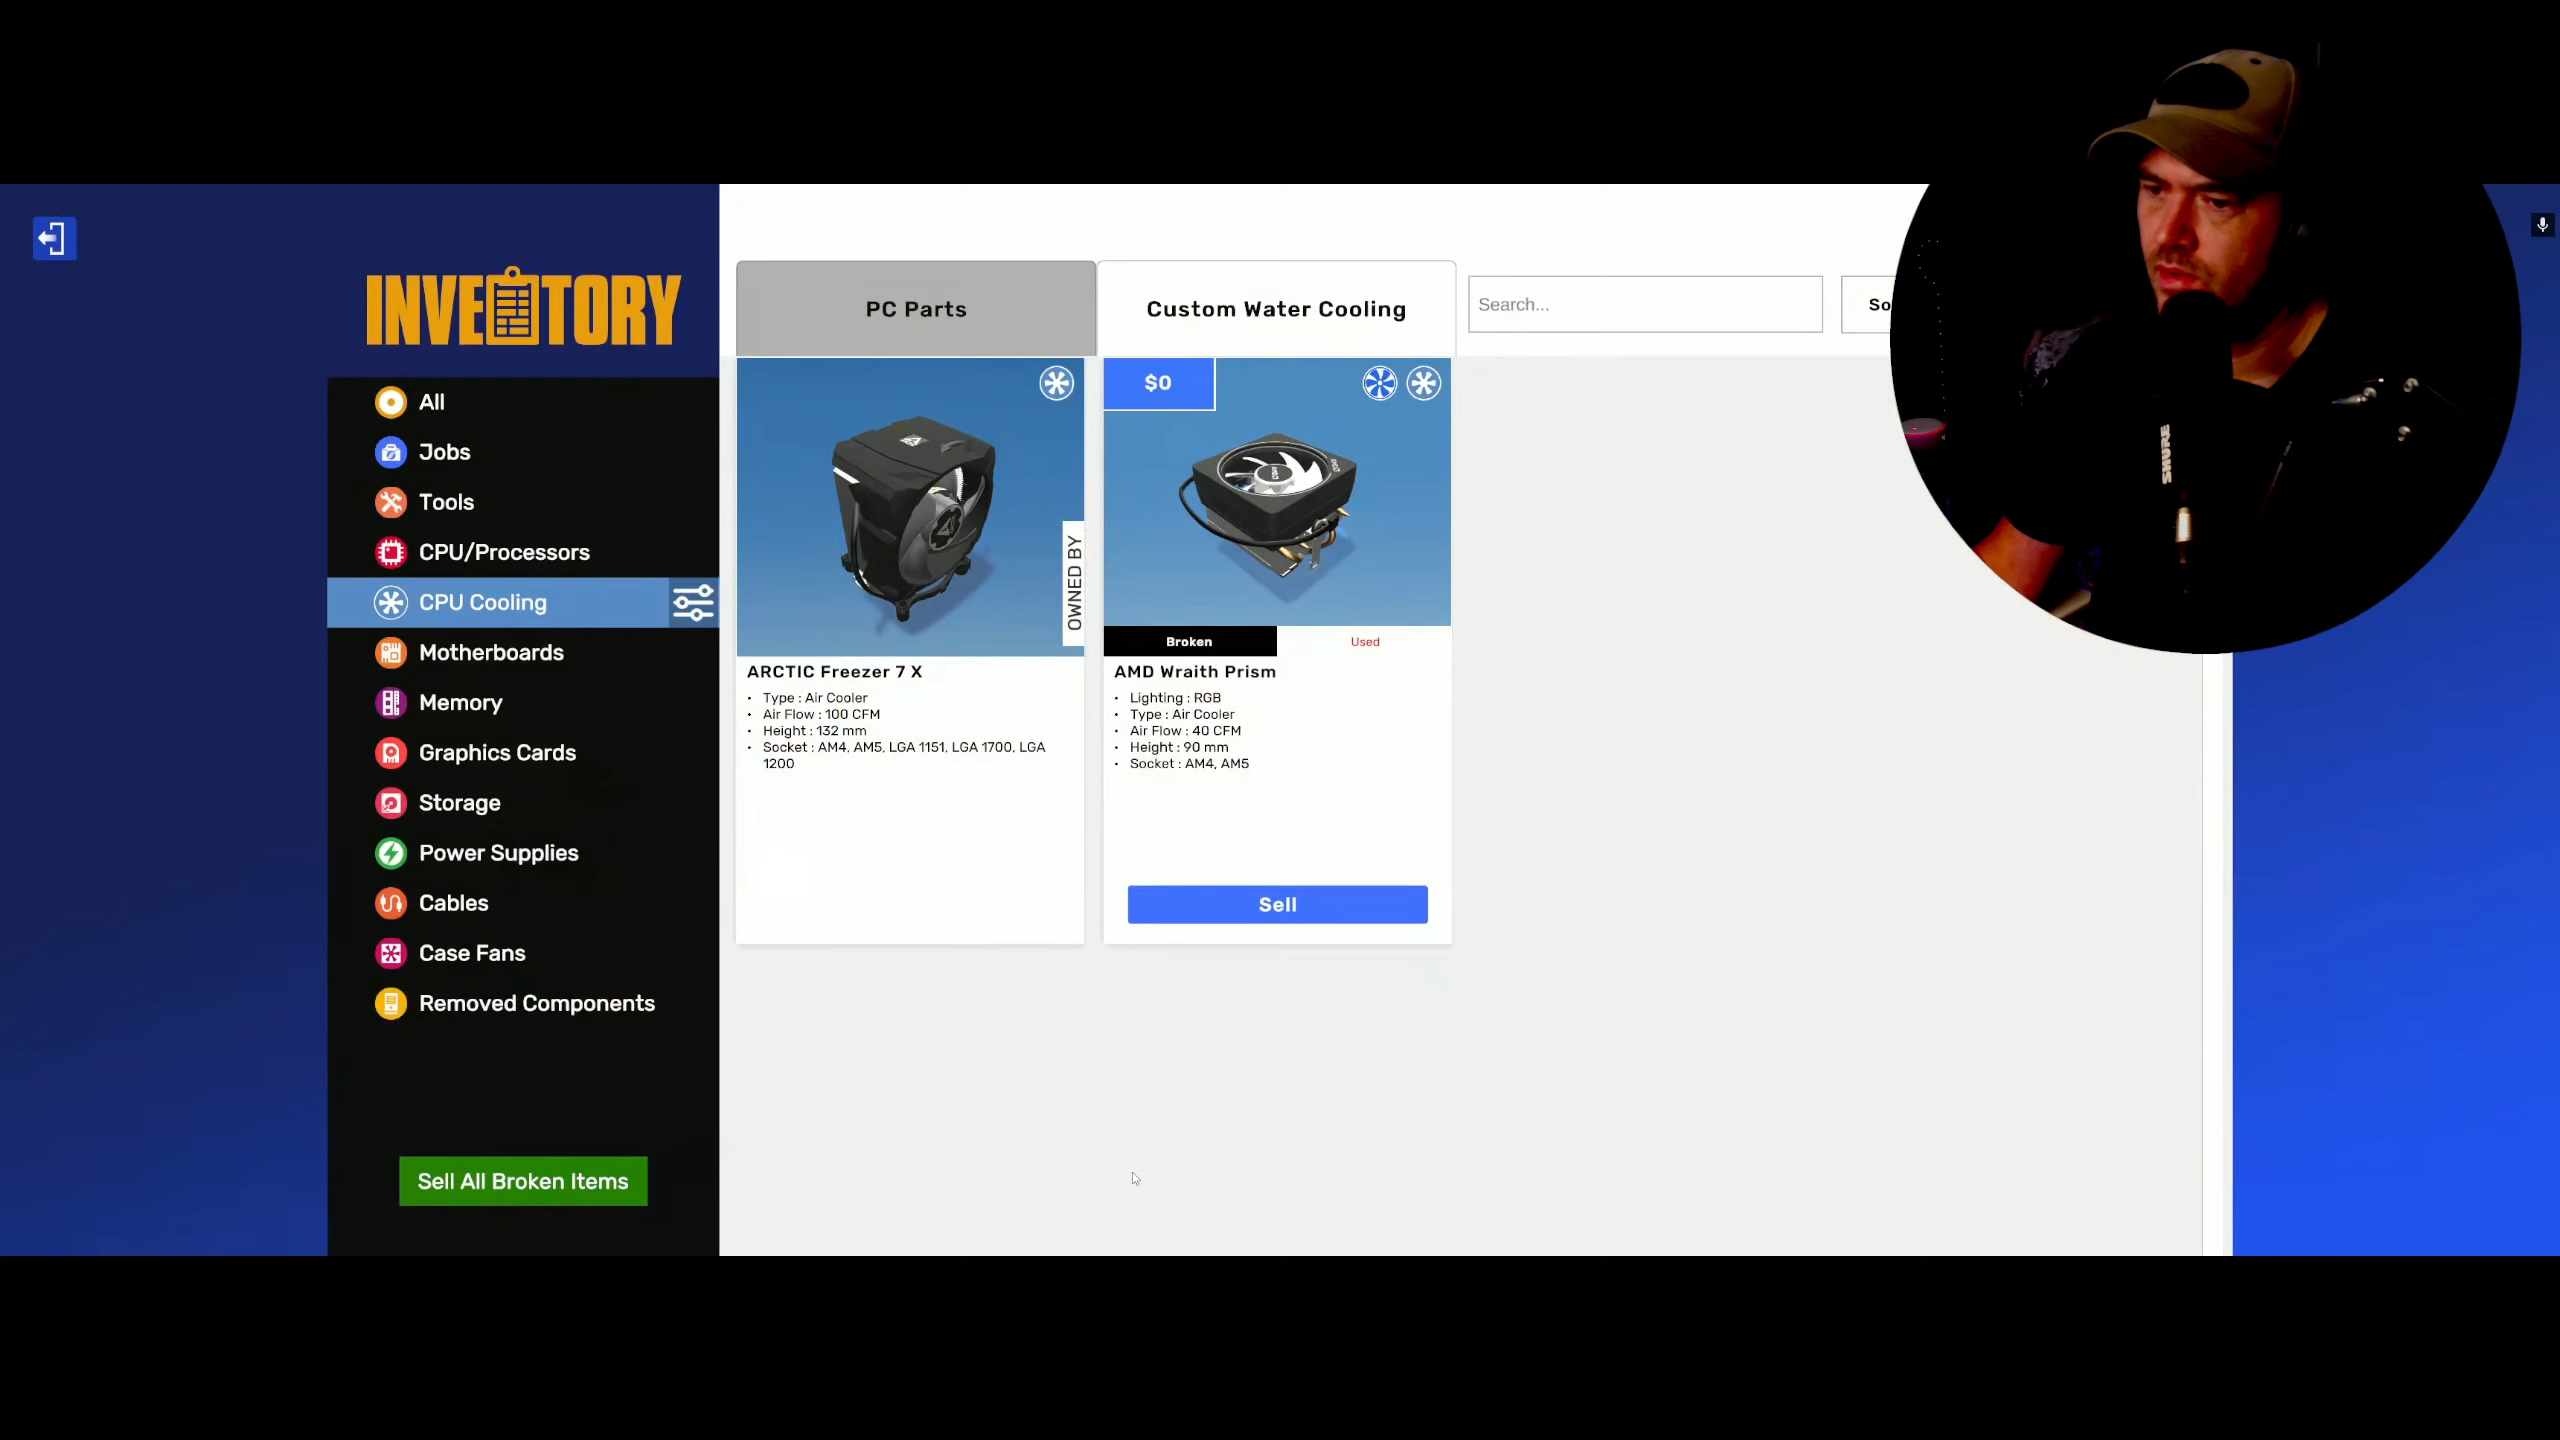 INVENTORY
All
Jobs
Tools
CPU/Processors
CPU Cooling
Motherboards
Memory
Graphics Cards
Storage
Power Supplies
Cables
Case Fans
Removed Components
Sell All Broken Items
PC Parts
Custom Water Cooling
Search...
So
OWNED BY
ARCTIC Freezer 7 X
• Type : Air Cooler
• Air Flow : 100 CFM
• Height : 132 mm
• Socket : AM4, AM5, LGA 1151, LGA 1700, LGA
1200
$0
Broken
Used
AMD Wraith Prism
• Lighting : RGB
• Type : Air Cooler
• Air Flow : 40 CFM
• Height : 90 mm
• Socket : AM4, AM5
Sell
SHURE